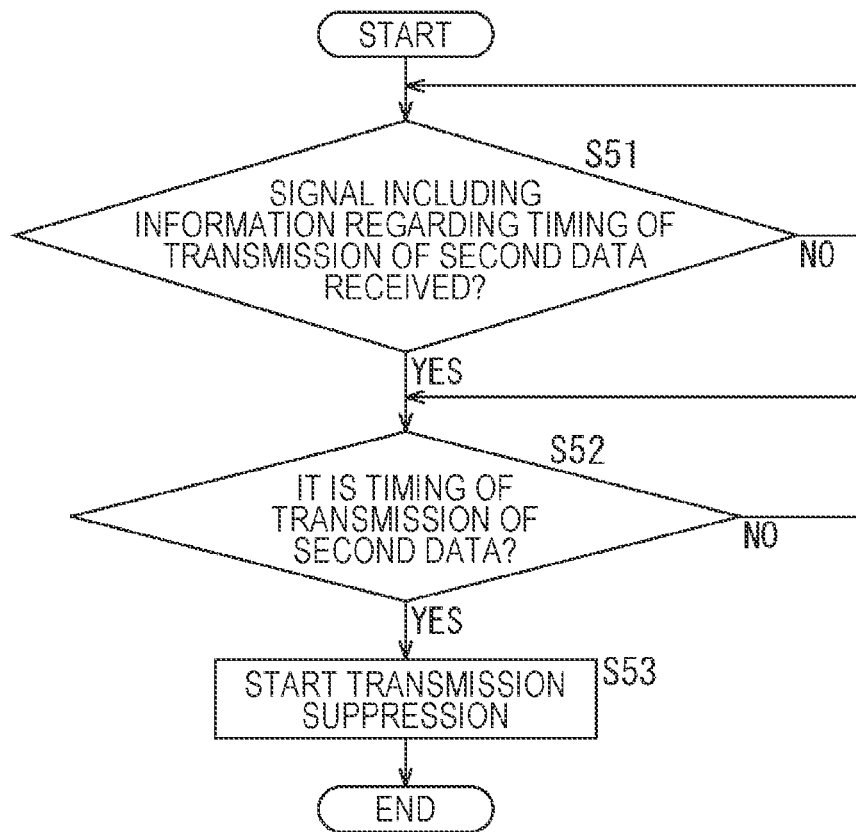 START
S51
SIGNAL INCLUDING
INFORMATION REGARDING TIMING OF
TRANSMISSION OF SECOND DATA
RECEIVED?
NO
YES
S52
IT IS TIMING OF
TRANSMISSION OF
SECOND DATA?
NO
YES
S53
START TRANSMISSION
SUPPRESSION
END